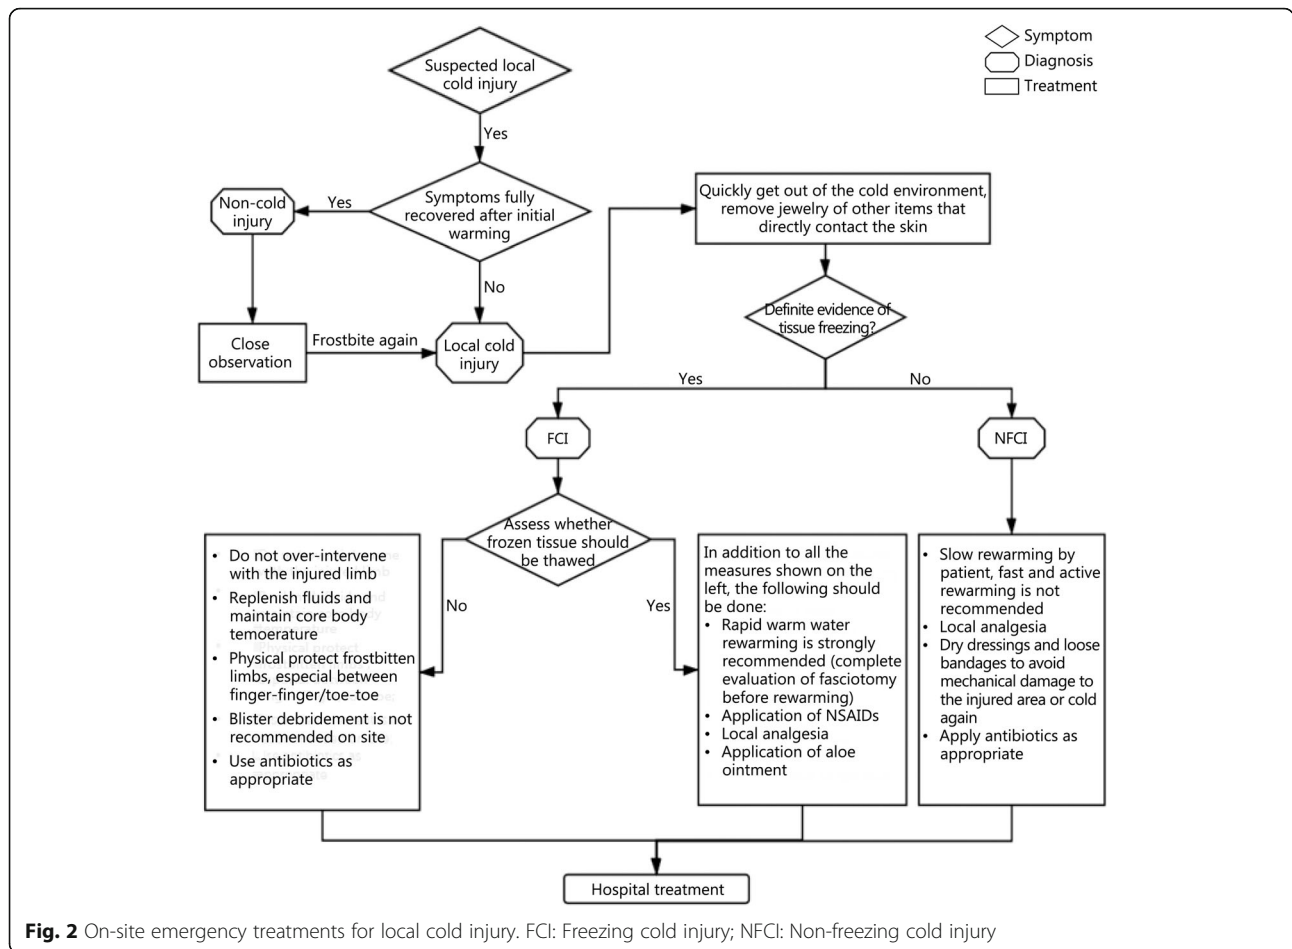 Symptom
Diagnosis
Treatment
Suspected local
cold injury
Yes
Symptoms fully
recovered after initial
warming
Yes
Non-cold
injury
No
Close
observation
Frostbite again
Local cold
injury
Quickly get out of the cold environment,
remove jewelry of other items that
directly contact the skin
Definite evidence of
tissue freezing?
Yes
No
FCI
NFCI
Assess whether
frozen tissue should
be thawed
No
Yes
• Do not over-intervene
with the injured limb
• Replenish fluids and
maintain core body
temoerature
• Physical protect frostbitten
limbs, especial between
finger-finger/toe-toe
• Blister debridement is not
recommended on site
• Use antibiotics as
appropriate
In addition to all the
measures shown on the
left, the following should
be done:
• Rapid warm water
rewarming is strongly
recommended (complete
evaluation of fasciotomy
before rewarming)
• Application of NSAIDs
• Local analgesia
• Application of aloe
ointment
• Slow rewarming by
patient, fast and active
rewarming is not
recommended
• Local analgesia
• Dry dressings and loose
bandages to avoid
mechanical damage to
the injured area or cold
again
• Apply antibiotics as
appropriate
Hospital treatment
Fig. 2 On-site emergency treatments for local cold injury. FCI: Freezing cold injury; NFCI: Non-freezing cold injury